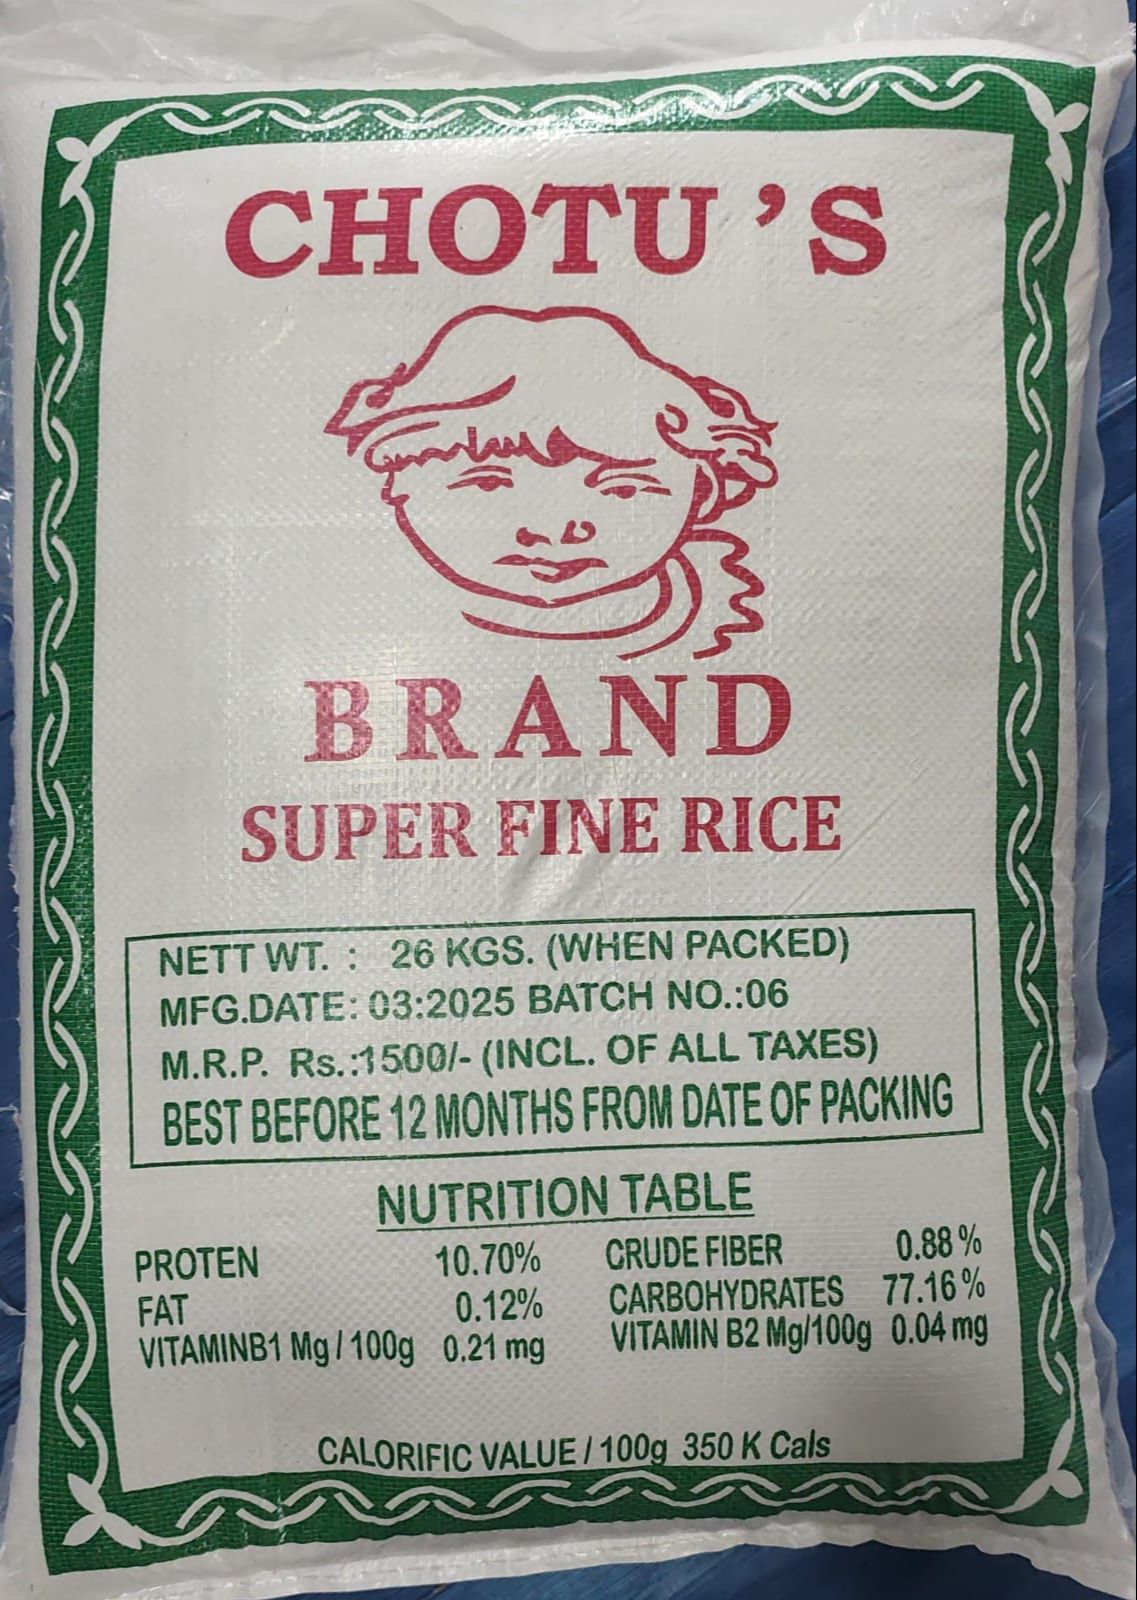 CHOTU'S
BRAND
SUPER FINE RICE
NETT WT. : 26 KGS. (WHEN PACKED)
MFG.DATE: 03:2025 BATCH NO.:06
M.R.P. Rs.:1500/- (INCL. OF ALL TAXES)
BEST BEFORE 12 MONTHS FROM DATE OF PACKING
NUTRITION TABLE
PROTEN 10.70% CRUDE FIBER 0.88%
FAT 0.12% CARBOHYDRATES 77.16%
VITAMINB1 Mg/100g 0.21 mg VITAMIN B2 Mg/100g 0.04 mg
CALORIFIC VALUE / 100g 350 K Cals